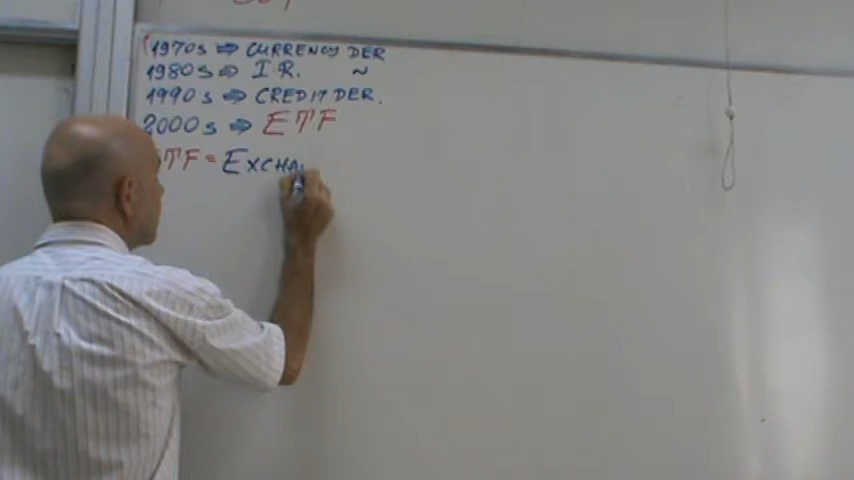 1970s ⇒ CURRENCY DER
1980s ⇒ I.R. ~
1990s ⇒ CREDIT DER.
2000s ⇒ ETF
ETF = EXCHA